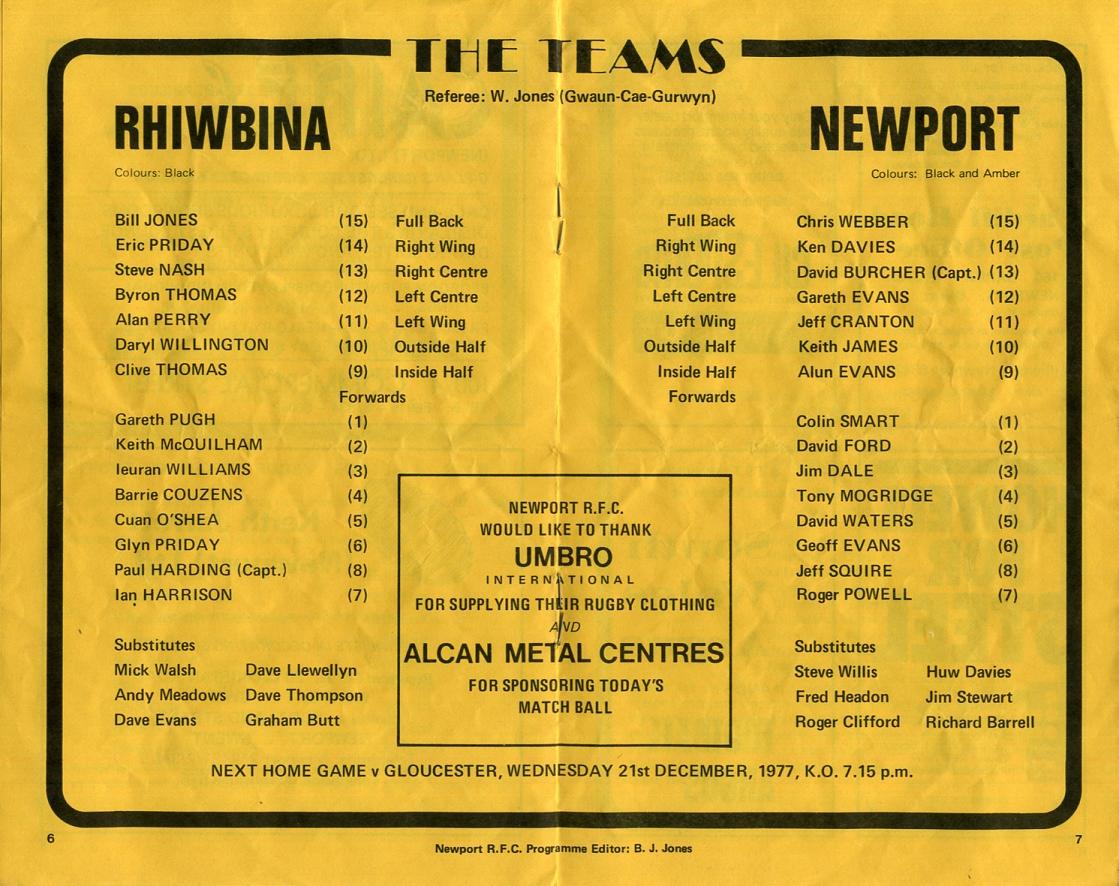 THE TEAMS
Referee: W. Jones (Gwaun-Cae-Gurwyn)
RHIWBINA
Colours: Black
Bill JONES (15) Full Back
Eric PRIDAY (14) Right Wing
Steve NASH (13) Right Centre
Byron THOMAS (12) Left Centre
Alan PERRY (11) Left Wing
Daryl WILLINGTON (10) Outside Half
Clive THOMAS (9) Inside Half
Forwards
Gareth PUGH (1)
Keith McQUILHAM (2)
Ieuran WILLIAMS (3)
Barrie COUZENS (4)
Cuan O'SHEA (5)
Glyn PRIDAY (6)
Paul HARDING (Capt.) (8)
Ian HARRISON (7)
Substitutes
Mick Walsh Dave Llewellyn
Andy Meadows Dave Thompson
Dave Evans Graham Butt
NEWPORT
Colours: Black and Amber
Full Back Chris WEBBER (15)
Right Wing Ken DAVIES (14)
Right Centre David BURCHER (Capt.) (13)
Left Centre Gareth EVANS (12)
Left Wing Jeff CRANTON (11)
Outside Half Keith JAMES (10)
Inside Half Alun EVANS (9)
Forwards
Colin SMART (1)
David FORD (2)
Jim DALE (3)
Tony MOGRIDGE (4)
David WATERS (5)
Geoff EVANS (6)
Jeff SQUIRE (8)
Roger POWELL (7)
Substitutes
Steve Willis Huw Davies
Fred Headon Jim Stewart
Roger Clifford Richard Barrell
NEWPORT R.F.C.
WOULD LIKE TO THANK
UMBRO
INTERNATIONAL
FOR SUPPLYING THEIR RUGBY CLOTHING
AND
ALCAN METAL CENTRES
FOR SPONSORING TODAY'S
MATCH BALL
NEXT HOME GAME v GLOUCESTER, WEDNESDAY 21st DECEMBER, 1977, K.O. 7.15 p.m.
6
Newport R.F.C. Programme Editor: B. J. Jones
7